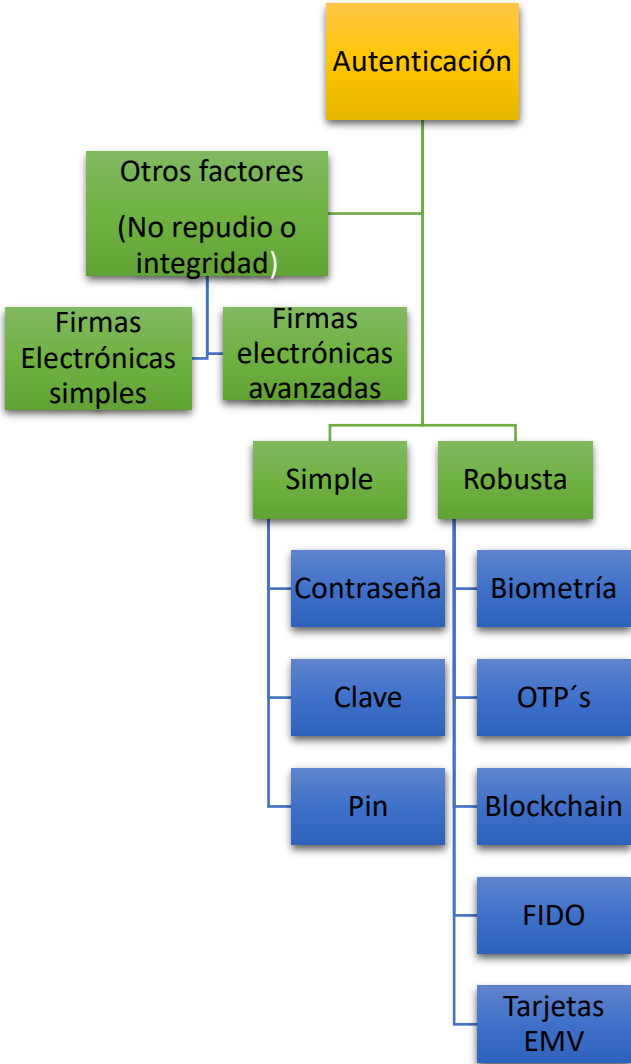 Autenticación
Otros factores
(No repudio o
integridad)
Firmas
Electrónicas
simples
Firmas
electrónicas
avanzadas
Simple
Robusta
Contraseña
Biometría
Clave
OTP´s
Pin
Blockchain
FIDO
Tarjetas
EMV